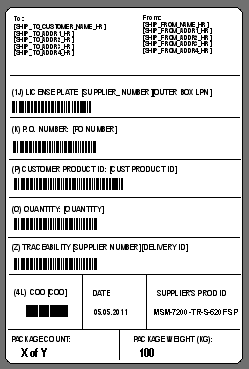 To:
[SHIP_TO_CUSTOMER_NAME_HR]
[SHIP_TO_ADDR1_HR]
[SHIP_TO_ADDR2_HR]
[SHIP_TO_ADDR3_HR]
[SHIP_TO_ADDR4_HR]
From:
[SHIP_FROM_NAME_HR]
[SHIP_FROM_ADDR1_HR]
[SHIP_FROM_ADDR2_HR]
[SHIP_FROM_ADDR3_HR]
[SHIP_FROM_ADDR4_HR]
(1J) LICENSE PLATE [SUPPLIER_NUMBER][OUTER BOX LPN]
(K) P.O. NUMBER: [PO NUMBER]
(P) CUSTOMER PRODUCT ID: [CUST PRODUCT ID]
(Q) QUANTITY: [QUANTITY]
(Z) TRACEABILITY [SUPPLIER NUMBER][DELIVERY ID]
(4L) COO [COO]
DATE
05.05.2011
SUPPLIER'S PROD ID
MSM-7200-TR-S-620FSP
PACKAGE COUNT:
X of Y
PACKAGE WEIGHT (KG):
100